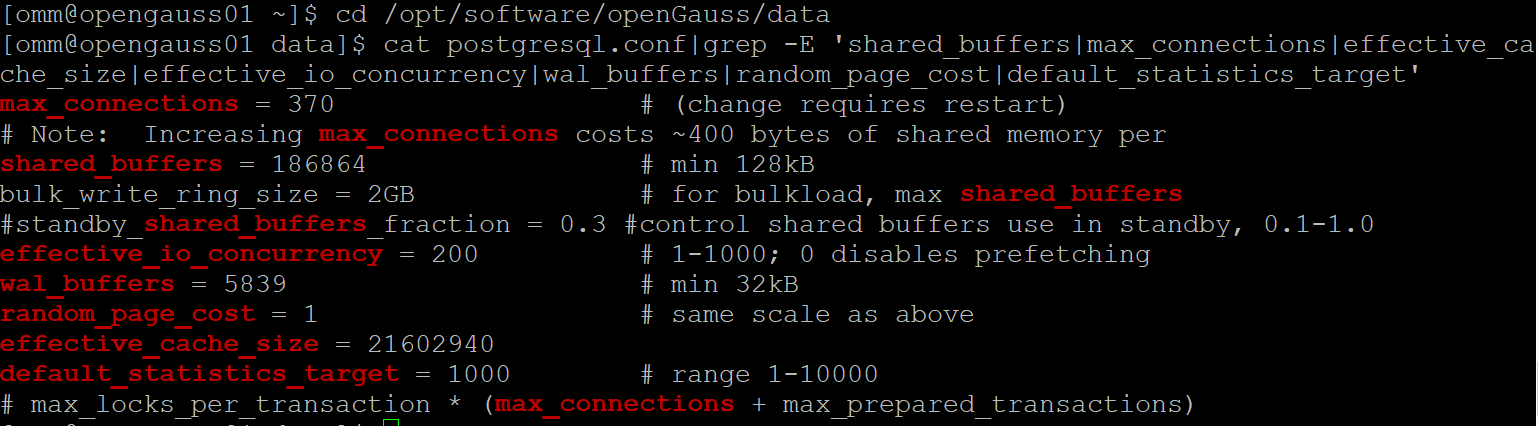 [omm@opengauss01 ~]$ cd /opt/software/openGauss/data
[omm@opengauss01 data]$ cat postgresql.conf|grep -E 'shared_buffers|max_connections|effective_ca
che_size|effective_io_concurrency|wal_buffers|random_page_cost|default_statistics_target'
max_connections = 370 # (change requires restart)
# Note:  Increasing max_connections costs ~400 bytes of shared memory per
shared_buffers = 186864 # min 128kB
bulk_write_ring_size = 2GB # for bulkload, max shared_buffers
#standby_shared_buffers_fraction = 0.3 #control shared buffers use in standby, 0.1-1.0
effective_io_concurrency = 200 # 1-1000; 0 disables prefetching
wal_buffers = 5839 # min 32kB
random_page_cost = 1 # same scale as above
effective_cache_size = 21602940
default_statistics_target = 1000 # range 1-10000
# max_locks_per_transaction * (max_connections + max_prepared_transactions)